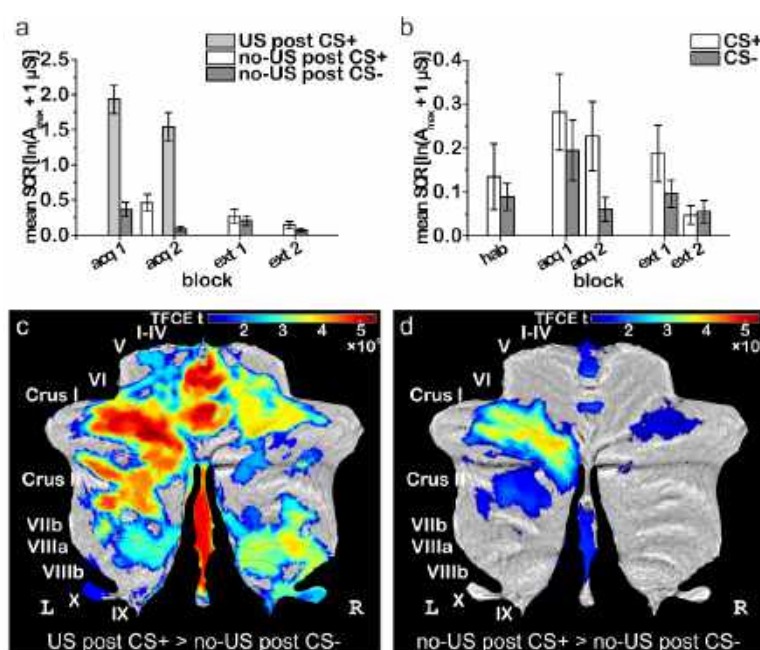 a
US post CS+
no-US post CS+
no-US post CS-
mean SCR [ln(Amax + 1 µS)]
2.5
2.0
1.5
1.0
0.5
0.0
acq 1
acq 2
ext 1
ext 2
block
b
CS+
CS-
mean SCR [ln(Amax + 1 µS)]
0.4
0.3
0.2
0.1
0.0
hab
acq 1
acq 2
ext 1
ext 2
block
c
TFCE t
2 3 4 5
I-IV
V
VI
Crus I
VIIb
VIIIa
VIIIb
X
IX
L
R
US post CS+ > no-US post CS-
d
TFCE t
2 3 4 5
I-IV
V
VI
Crus I
VIIb
VIIIa
VIIIb
X
IX
L
R
no-US post CS+ > no-US post CS-